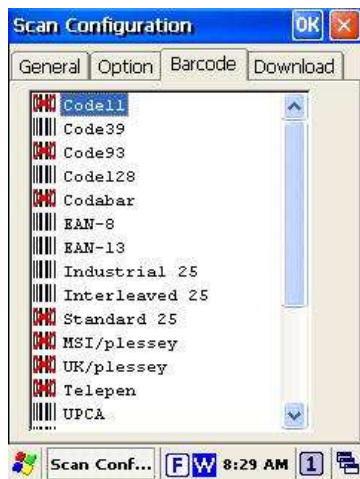 Scan Configuration OK
General Option Barcode Download
Code11
Code39
Code93
Code128
Codabar
EAN-8
EAN-13
Industrial 25
Interleaved 25
Standard 25
MSI/plessey
UK/plessey
Telepen
UPCA
Scan Conf... F W 8:29 AM 1